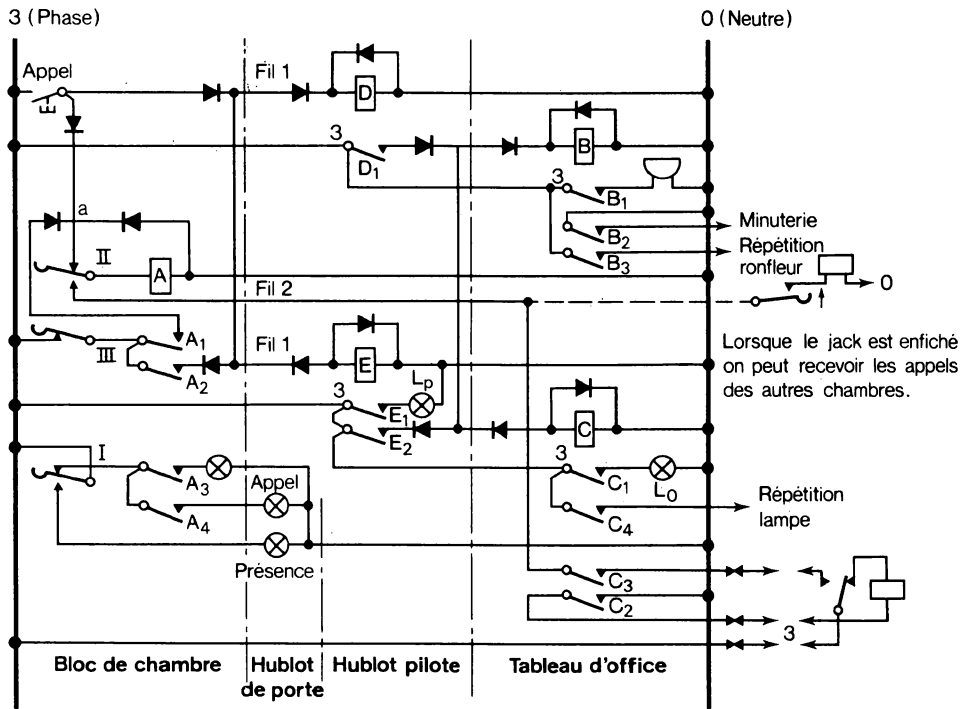 3 (Phase)
0 (Neutre)
Appel
Fil 1
D
3
D1
B
3
B1
B2
B3
Minuterie
Répétition
ronfleur
0
a
II
A
Fil 2
III
A1
A2
Fil 1
E
Lp
3
E1
E2
Lorsque le jack est enfiché
on peut recevoir les appels
des autres chambres.
C
3
C1
LO
C4
Répétition
lampe
I
A3
A4
Appel
Présence
C3
C2
3
Bloc de chambre
Hublot
de porte
Hublot pilote
Tableau d'office